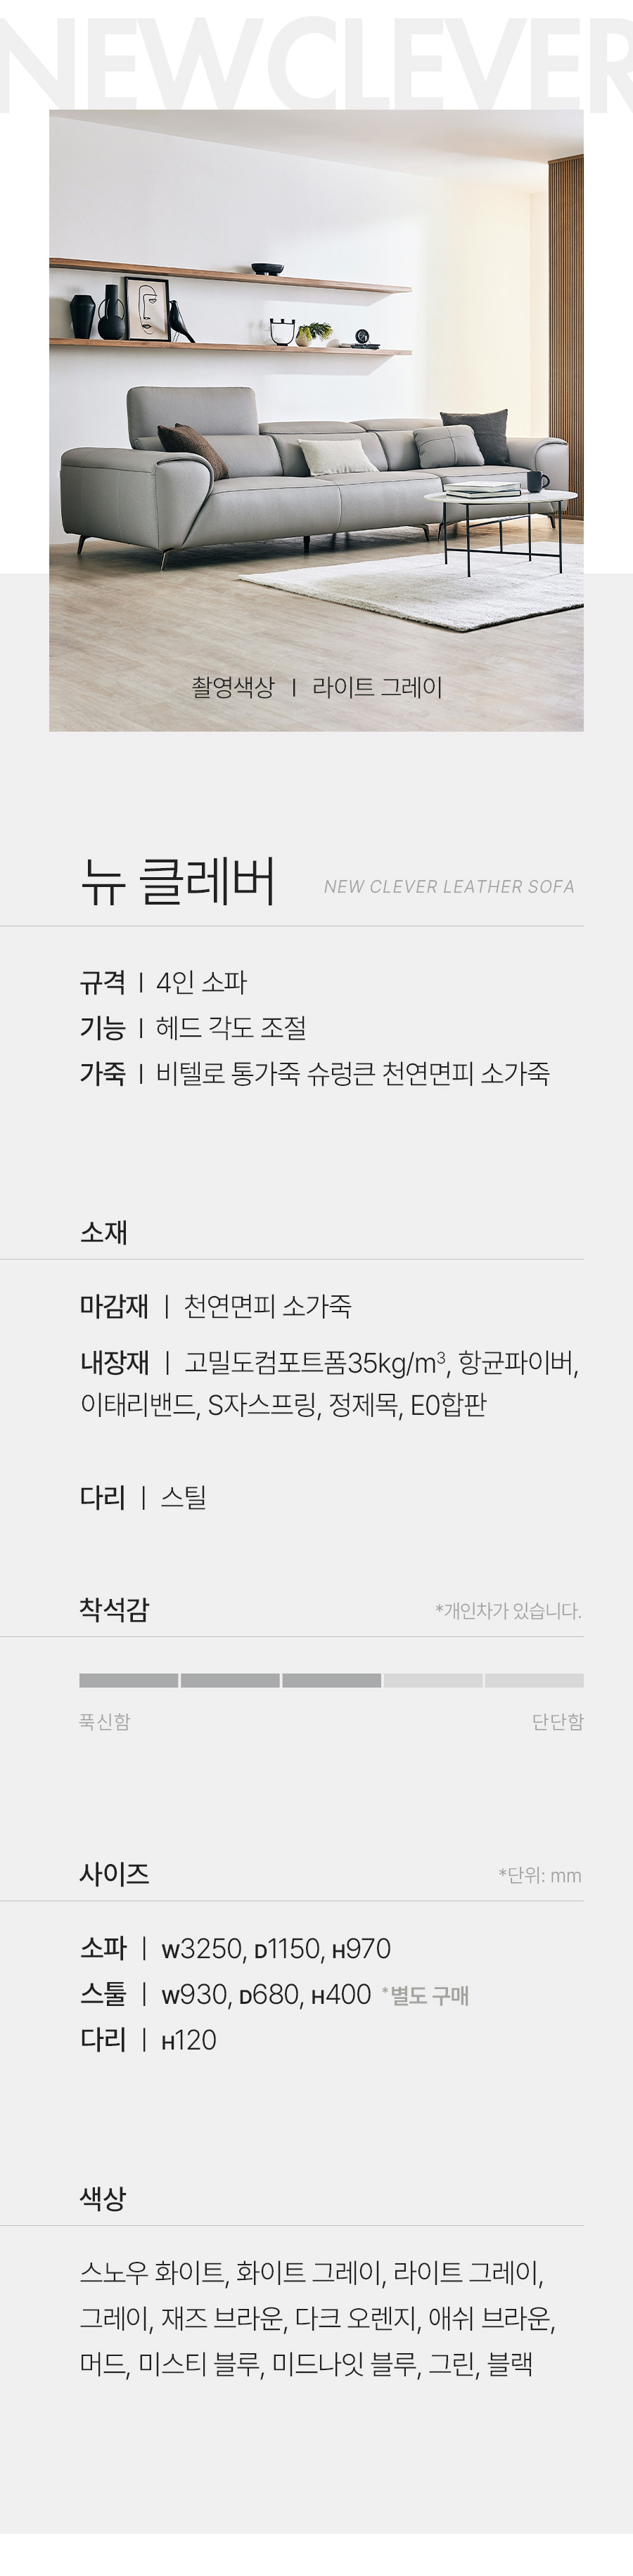 NEW CLEVER
촬영색상 | 라이트 그레이
뉴 클레버 NEW CLEVER LEATHER SOFA
규격 | 4인 소파
기능 | 헤드 각도 조절
가죽 | 비텔로 통가죽 슈렁큰 천연면피 소가죽
소재
마감재 | 천연면피 소가죽
내장재 | 고밀도컴포트폼35kg/m³, 항균파이버,
이태리밴드, S자스프링, 정제목, E0합판
다리 | 스틸
착석감 *개인차가 있습니다.
푹신함 단단함
사이즈 *단위: mm
소파 | W3250, D1150, H970
스툴 | W930, D680, H400 *별도 구매
다리 | H120
색상
스노우 화이트, 화이트 그레이, 라이트 그레이,
그레이, 재즈 브라운, 다크 오렌지, 애쉬 브라운,
머드, 미스티 블루, 미드나잇 블루, 그린, 블랙